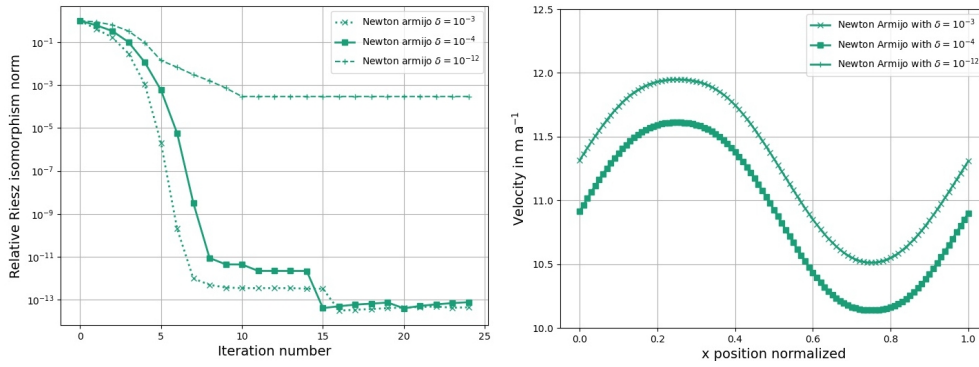 Relative Riesz isomorphism norm
10⁻¹
10⁻³
10⁻⁵
10⁻⁷
10⁻⁹
10⁻¹¹
10⁻¹³
Newton armijo δ = 10⁻³
Newton armijo δ = 10⁻⁴
Newton armijo δ = 10⁻¹²
0 5 10 15 20 25
Iteration number
Velocity in m a⁻¹
12.5
12.0
11.5
11.0
10.5
10.0
Newton Armijo with δ = 10⁻³
Newton Armijo with δ = 10⁻⁴
Newton Armijo with δ = 10⁻¹²
0.0 0.2 0.4 0.6 0.8 1.0
x position normalized